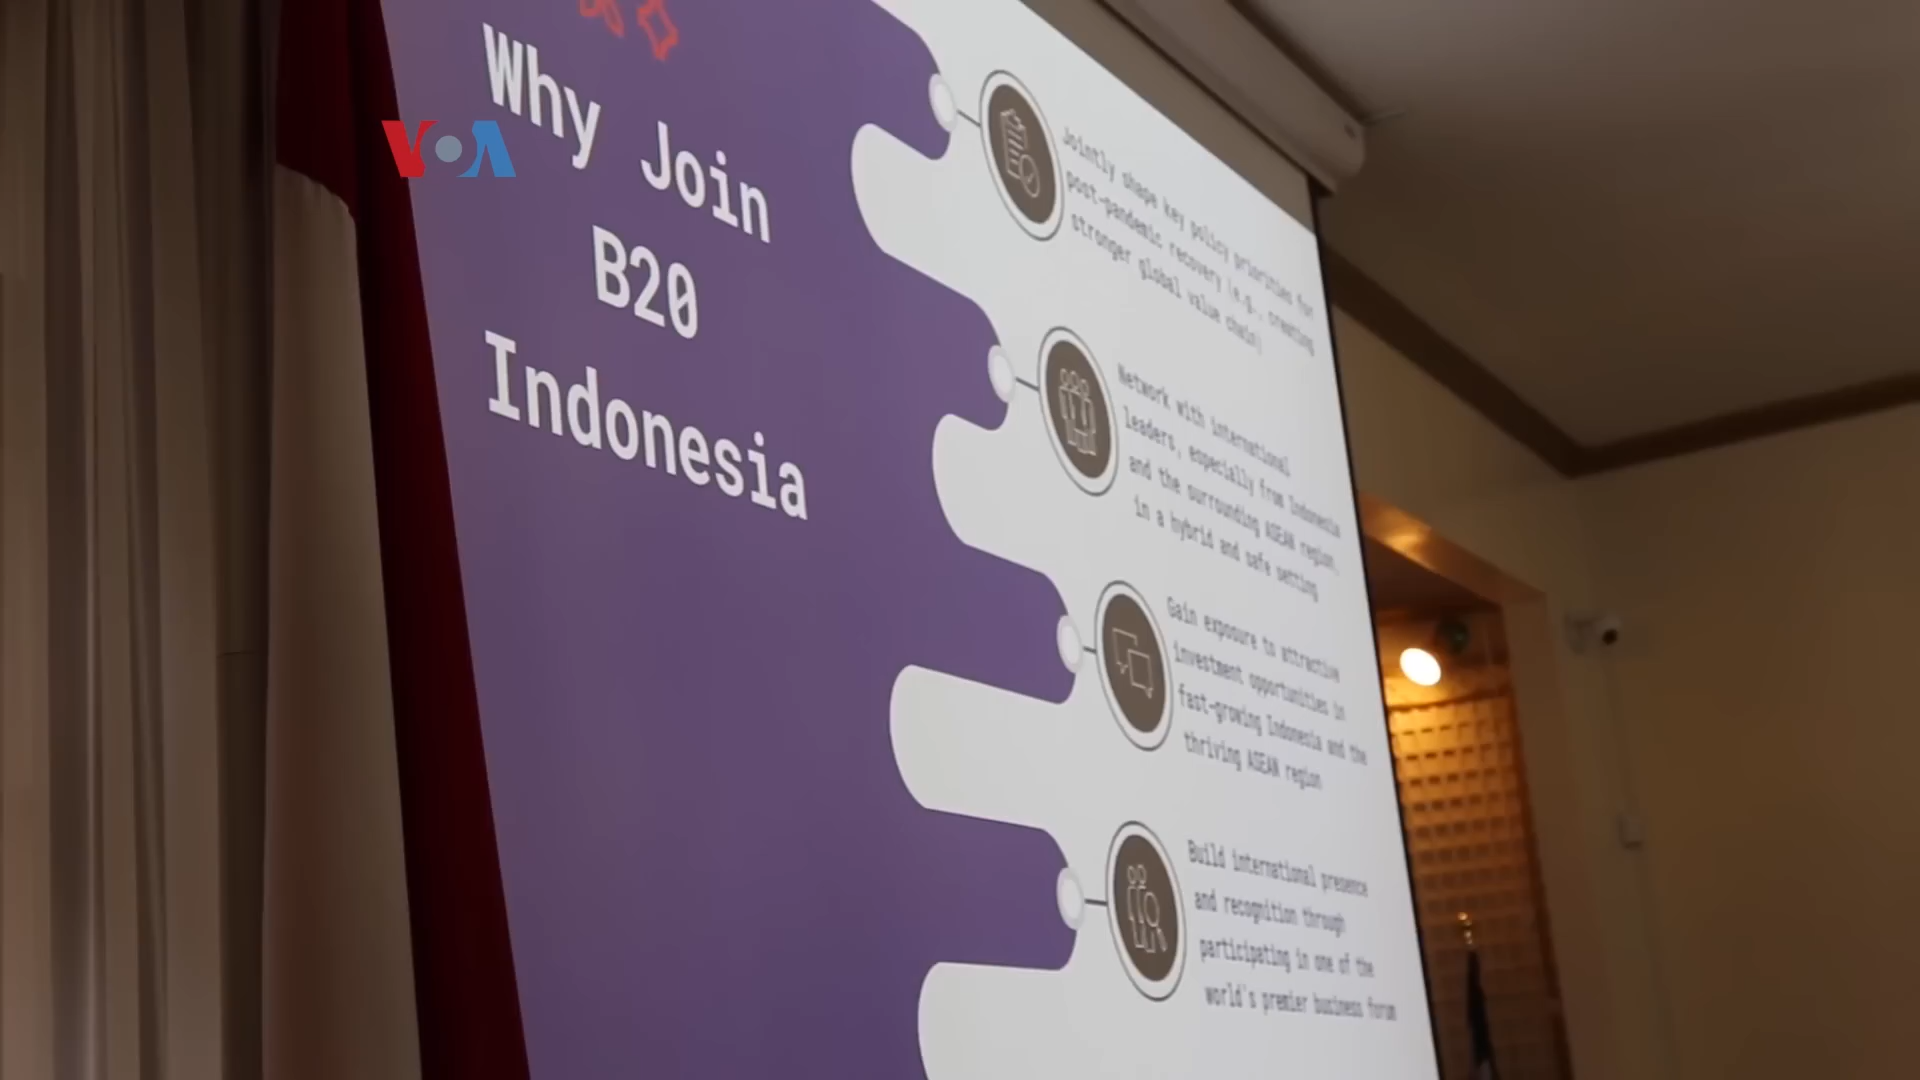 VOA
Why Join
B20
Indonesia
Jointly shape key policy priorities for
post-pandemic recovery (e.g., creating
stronger global value chain)
Network with international
leaders, especially from Indonesia
and the surrounding ASEAN region,
in a hybrid and safe setting
Gain exposure to attractive
investment opportunities in
fast-growing Indonesia and the
thriving ASEAN region
Build international presence
and recognition through
participating in one of the
world's premier business forum